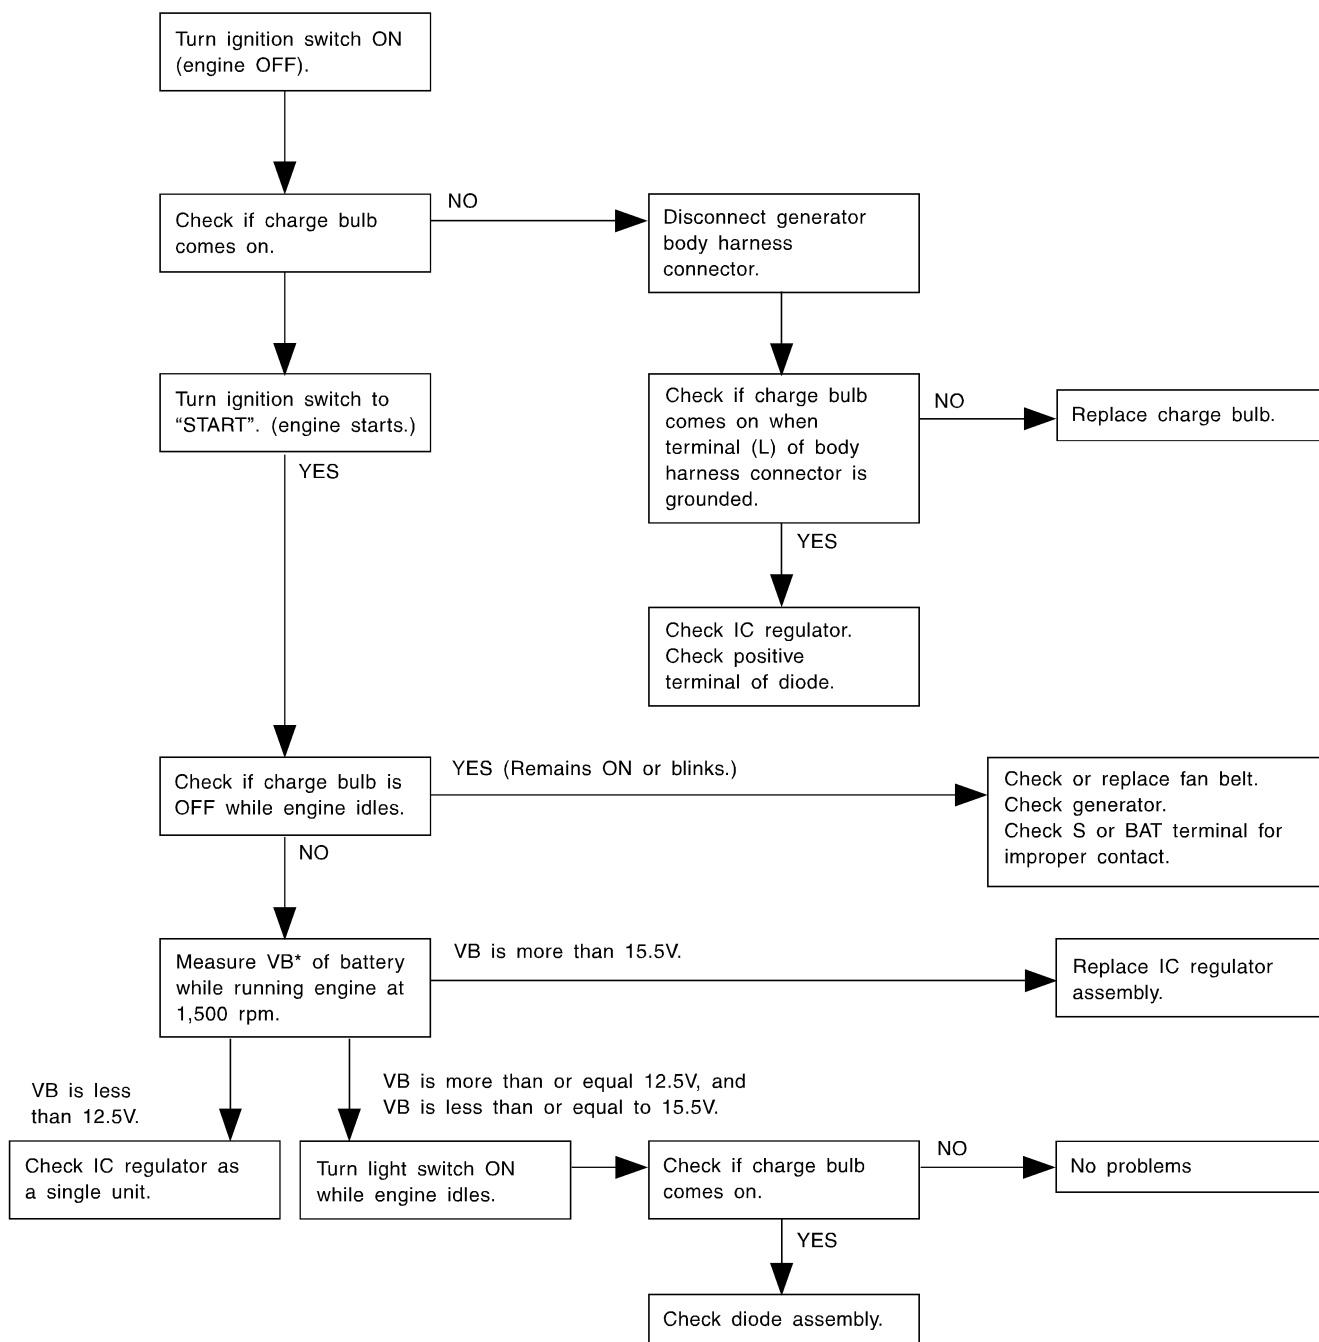 Turn ignition switch ON
(engine OFF).
Check if charge bulb
comes on.
NO
Disconnect generator
body harness
connector.
Turn ignition switch to
“START”. (engine starts.)
YES
Check if charge bulb
comes on when
terminal (L) of body
harness connector is
grounded.
NO
Replace charge bulb.
YES
Check IC regulator.
Check positive
terminal of diode.
Check if charge bulb is
OFF while engine idles.
YES (Remains ON or blinks.)
Check or replace fan belt.
Check generator.
Check S or BAT terminal for
improper contact.
NO
Measure VB* of battery
while running engine at
1,500 rpm.
VB is more than 15.5V.
Replace IC regulator
assembly.
VB is less
than 12.5V.
VB is more than or equal 12.5V, and
VB is less than or equal to 15.5V.
Check IC regulator as
a single unit.
Turn light switch ON
while engine idles.
Check if charge bulb
comes on.
NO
No problems
YES
Check diode assembly.